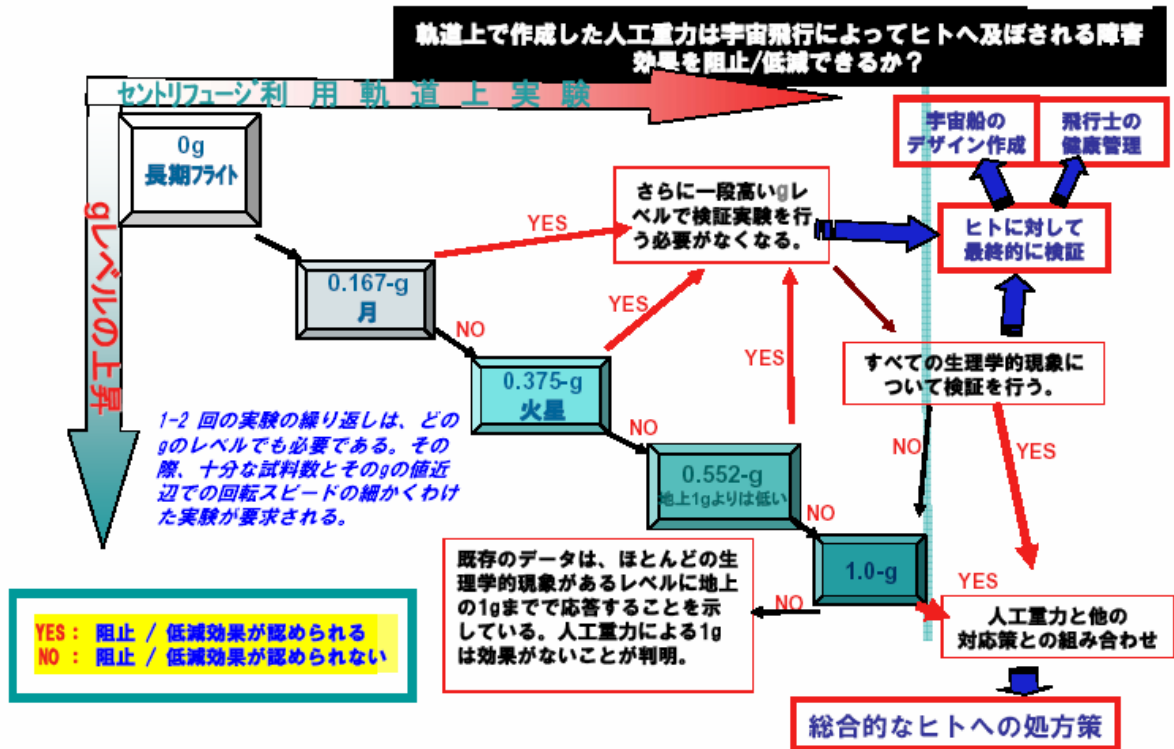 軌道上で作成した人工重力は宇宙飛行によってヒトへ及ぼされる障害
効果を阻止/低減できるか？
セントリフュージ利用軌道上実験
gレベルの上昇
0g
長期フライト
宇宙船の
デザイン作成
飛行士の
健康管理
さらに一段高いgレ
ベルで検証実験を行
う必要がなくなる。
YES
ヒトに対して
最終的に検証
0.167-g
月
NO
YES
0.375-g
火星
YES
すべての生理学的現象に
ついて検証を行う。
NO
NO
YES
1-2 回の実験の繰り返しは、どの
gのレベルでも必要である。その
際、十分な試料数とそのgの値近
辺での回転スピードの細かくわけ
た実験が要求される。
0.552-g
地上1gよりは低い
NO
1.0-g
既存のデータは、ほとんどの生
理学的現象があるレベルに地上
の1gまでで応答することを示
している。人工重力による1g
は効果がないことが判明。
NO
YES
人工重力と他の
対応策との組み合わせ
YES： 阻止 / 低減効果が認められる
NO ： 阻止 / 低減効果が認められない
総合的なヒトへの処方策